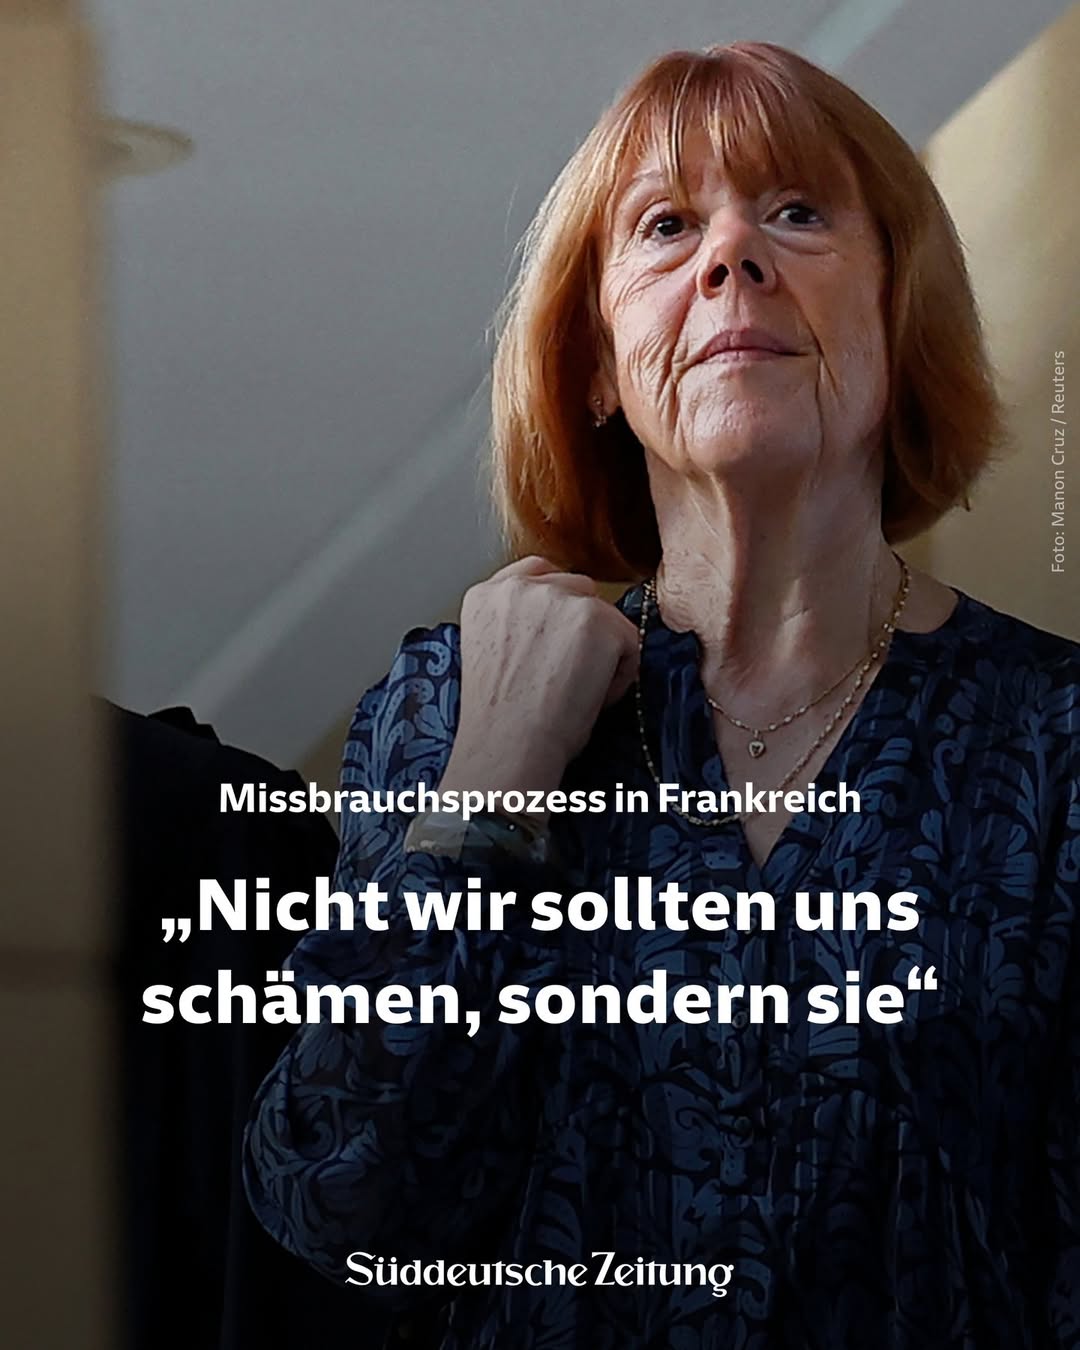 Foto: Manon Cruz / Reuters
Missbrauchsprozess in Frankreich
„Nicht wir sollten uns
schämen, sondern sie“
Süddeutsche Zeitung